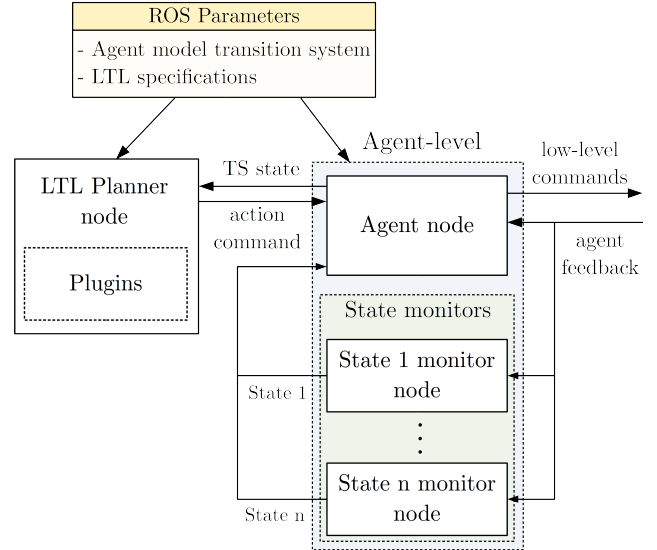 ROS Parameters
- Agent model transition system
- LTL specifications
Agent-level
LTL Planner
node
Plugins
TS state
action
command
Agent node
low-level
commands
agent
feedback
State monitors
State 1 monitor
node
State 1
State n monitor
node
State n